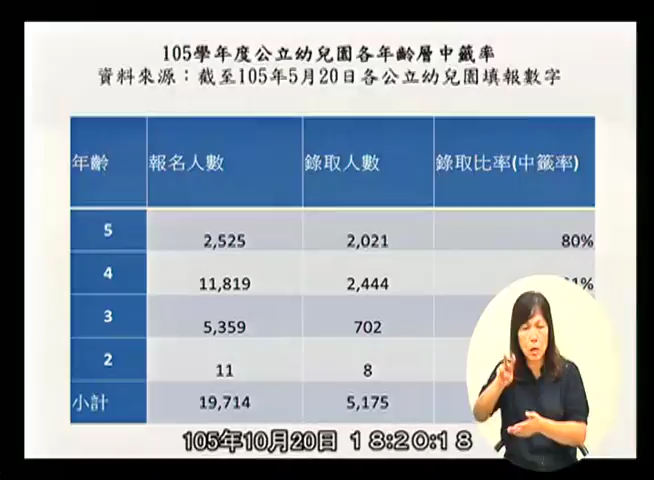 105學年度公立幼兒園各年齡層中籤率
資料來源：截至105年5月20日各公立幼兒園填報數字
年齡 報名人數 錄取人數 錄取比率(中籤率)
5 2,525 2,021 80%
4 11,819 2,444
3 5,359 702
2 11 8
小計 19,714 5,175
105年10月20日 18:20:18